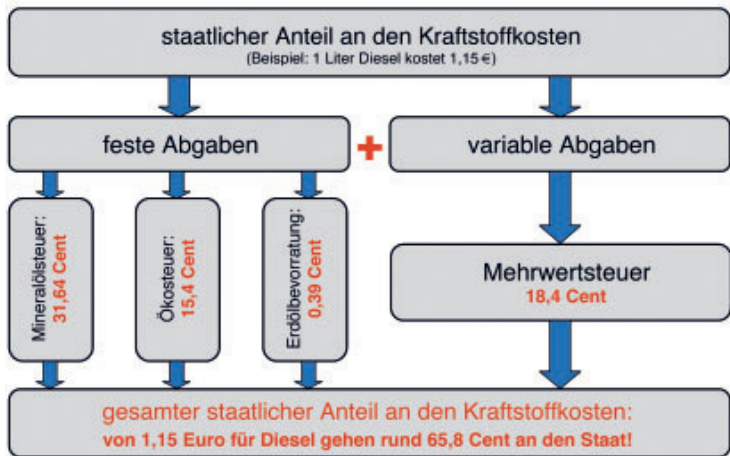 staatlicher Anteil an den Kraftstoffkosten
(Beispiel: 1 Liter Diesel kostet 1,15 €)
feste Abgaben
+
variable Abgaben
Mineralölsteuer:
31,64 Cent
Ökosteuer:
15,4 Cent
Erdölbevorratung:
0,39 Cent
Mehrwertsteuer
18,4 Cent
gesamter staatlicher Anteil an den Kraftstoffkosten:
von 1,15 Euro für Diesel gehen rund 65,8 Cent an den Staat!